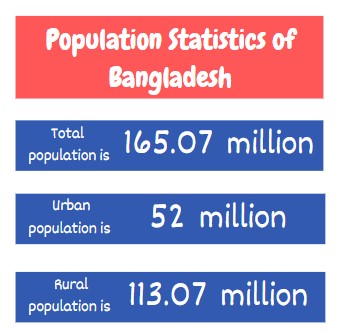 Population Statistics of
Bangladesh
Total
population is
165.07 million
Urban
population is
52 million
Rural
population is
113.07 million